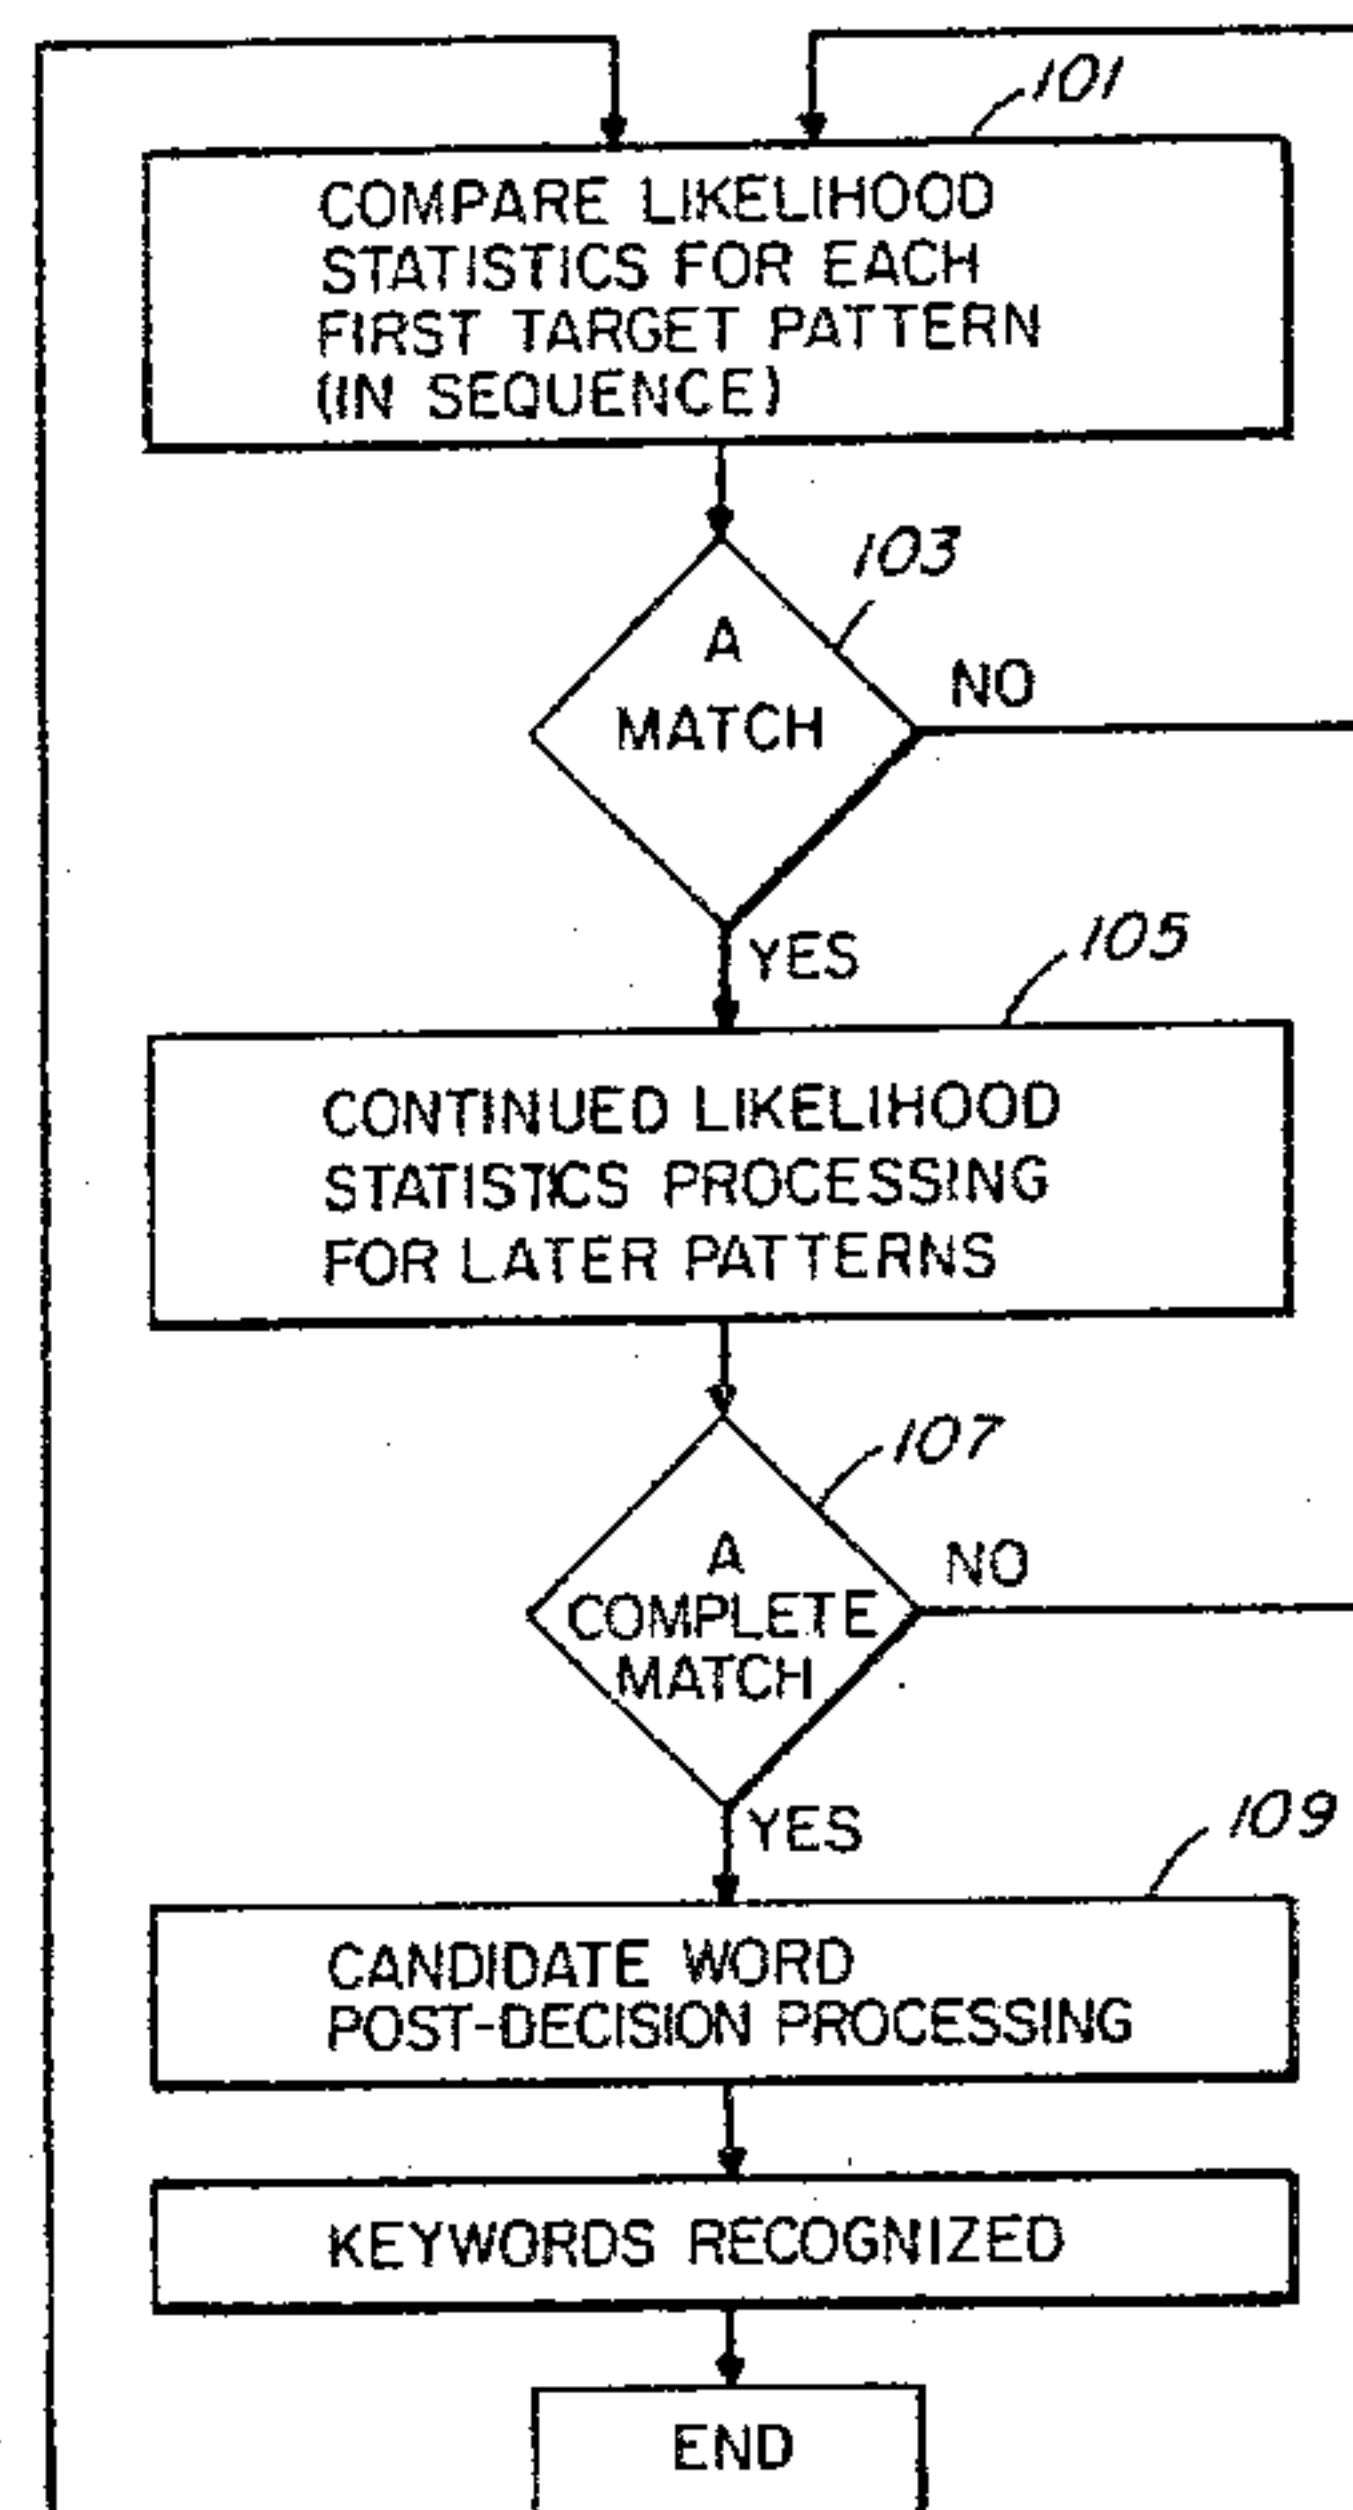 101
COMPARE LIKELIHOOD
STATISTICS FOR EACH
FIRST TARGET PATTERN
(IN SEQUENCE)
103
A
MATCH
NO
YES
105
CONTINUED LIKELIHOOD
STATISTICS PROCESSING
FOR LATER PATTERNS
107
A
COMPLETE
MATCH
NO
YES
109
CANDIDATE WORD
POST-DECISION PROCESSING
KEYWORDS RECOGNIZED
END